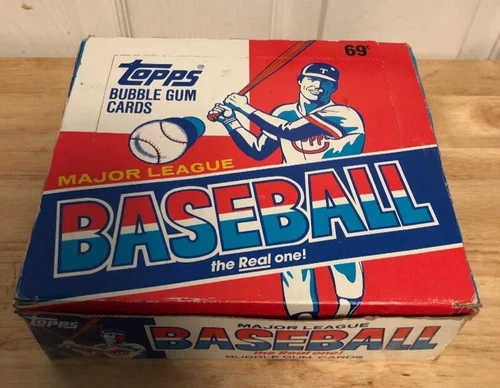 topps®
BUBBLE GUM
CARDS
69¢
T
MAJOR LEAGUE
BASEBALL
the Real one!
topps
MAJOR LEAGUE
BASEBALL
the Real one!
BUBBLE GUM CARDS